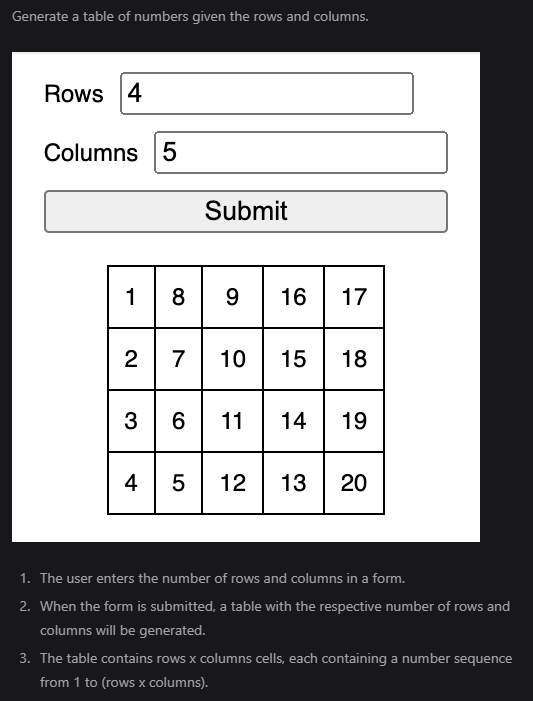 Generate a table of numbers given the rows and columns.
Rows 4
Columns 5
Submit
1 8 9 16 17
2 7 10 15 18
3 6 11 14 19
4 5 12 13 20
1. The user enters the number of rows and columns in a form.
2. When the form is submitted, a table with the respective number of rows and
columns will be generated.
3. The table contains rows x columns cells, each containing a number sequence
from 1 to (rows x columns).